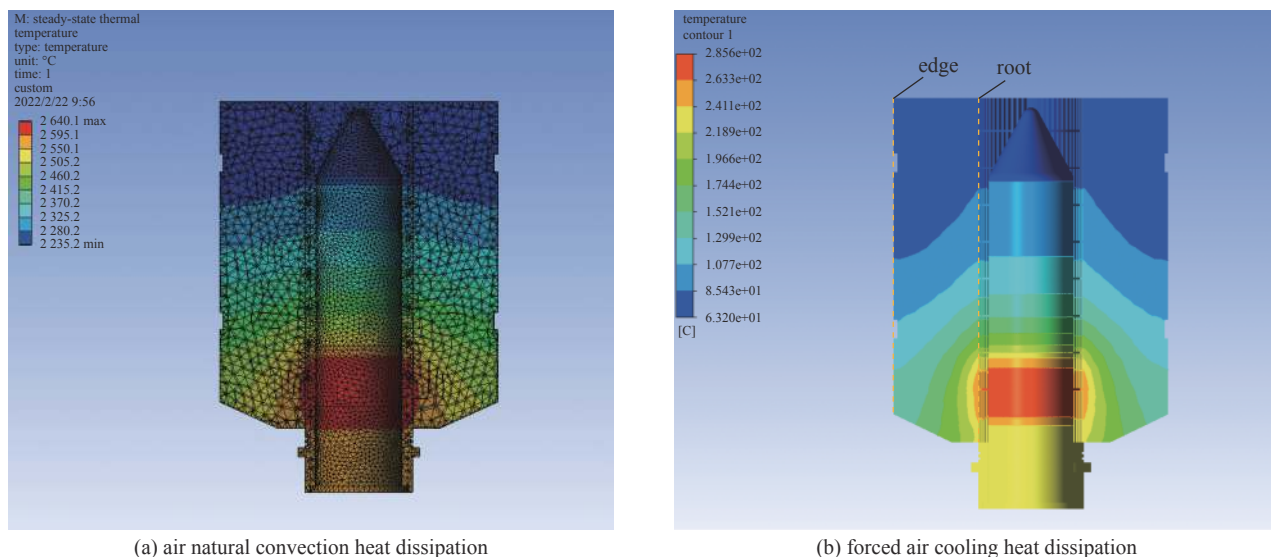 M: steady-state thermal
temperature
type: temperature
unit: °C
time: 1
custom
2022/2/22 9:56
2 640.1 max
2 595.1
2 550.1
2 505.2
2 460.2
2 415.2
2 370.2
2 325.2
2 280.2
2 235.2 min
(a) air natural convection heat dissipation
temperature
contour 1
2.856e+02
2.633e+02
2.411e+02
2.189e+02
1.966e+02
1.744e+02
1.521e+02
1.299e+02
1.077e+02
8.543e+01
6.320e+01
[C]
edge
root
(b) forced air cooling heat dissipation